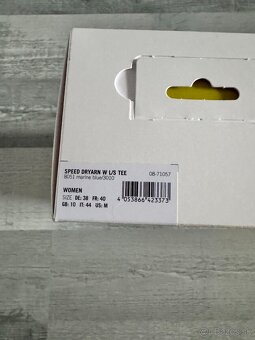 SPEED DRYARN W L/S TEE 08-71057
8051 marine blue/3020
WOMEN
SIZE DE: 38 FR: 40
GB: 10 IT: 44 US: M
4 053866 423373